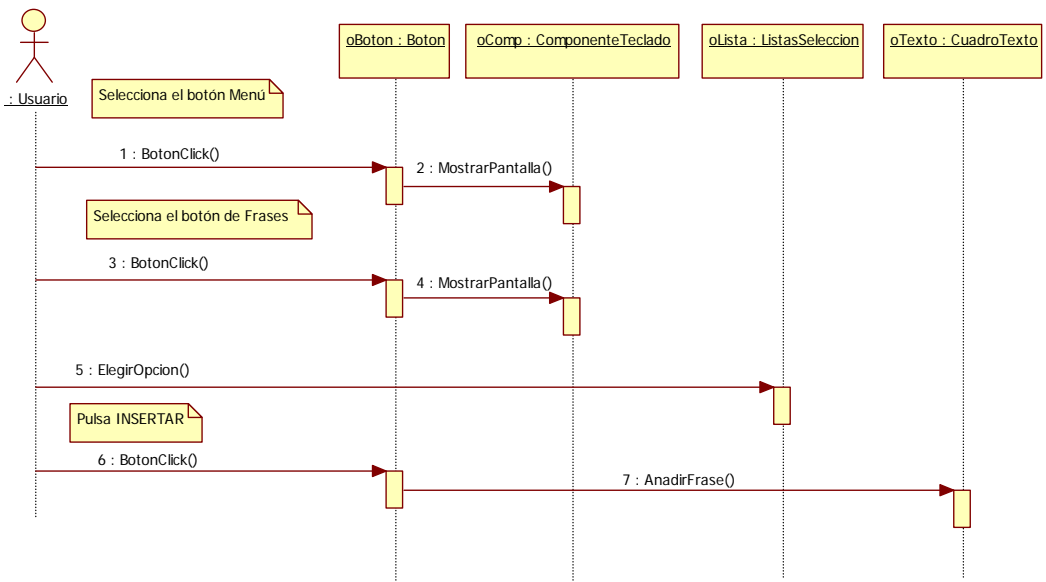 oBoton : Boton
oComp : ComponenteTeclado
oLista : ListasSeleccion
oTexto : CuadroTexto
: Usuario
Selecciona el botón Menú
1 : BotonClick()
2 : MostrarPantalla()
Selecciona el botón de Frases
3 : BotonClick()
4 : MostrarPantalla()
5 : ElegirOpcion()
Pulsa INSERTAR
6 : BotonClick()
7 : AnadirFrase()